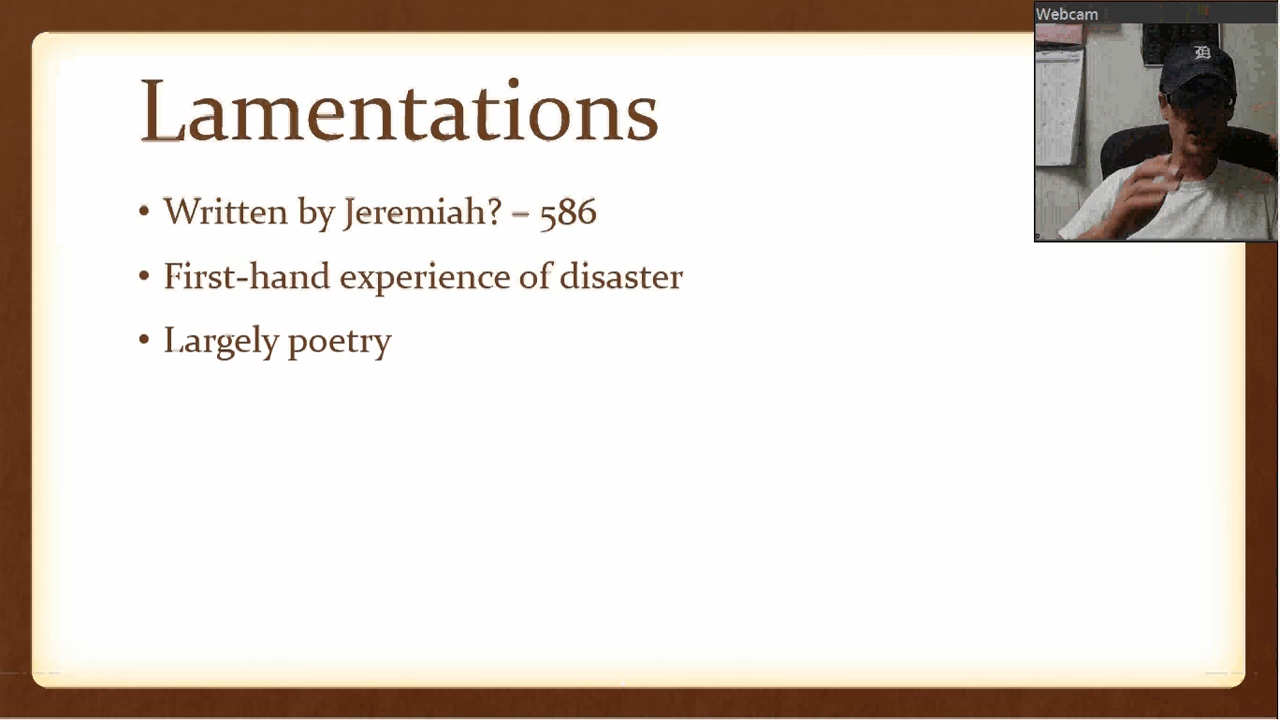 Webcam
Lamentations
• Written by Jeremiah? – 586
• First-hand experience of disaster
• Largely poetry
D